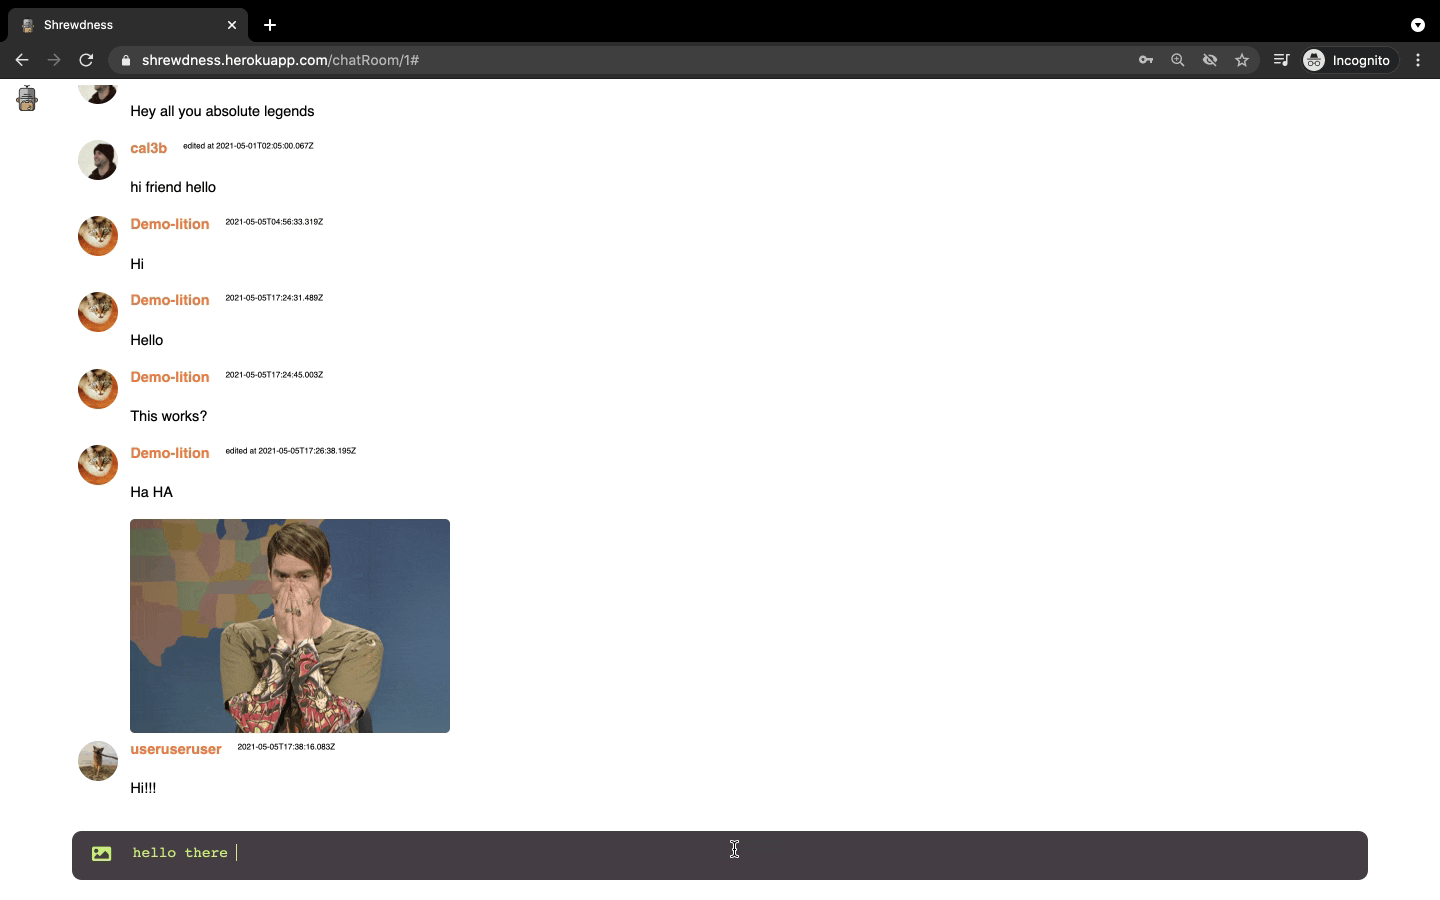 Shrewdness
shrewdness.herokuapp.com/chatRoom/1#
Incognito
Hey all you absolute legends
cal3b edited at 2021-05-01T02:05:00.067Z
hi friend hello
Demo-lition 2021-05-05T04:56:33.319Z
Hi
Demo-lition 2021-05-05T17:24:31.489Z
Hello
Demo-lition 2021-05-05T17:24:45.003Z
This works?
Demo-lition edited at 2021-05-05T17:26:38.195Z
Ha HA
useruseruser 2021-05-05T17:38:16.083Z
Hi!!!
hello there